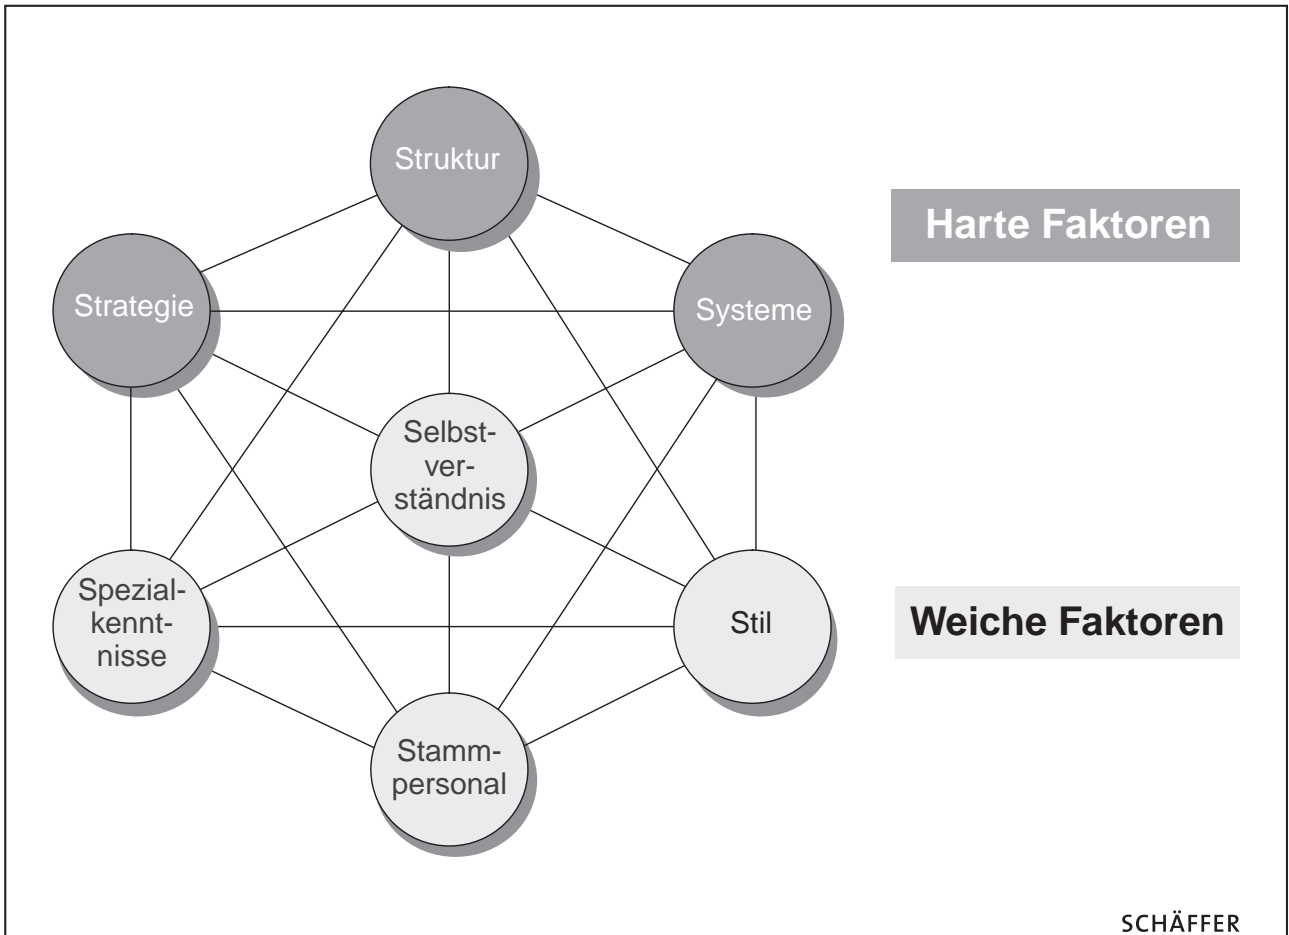 Struktur
Harte Faktoren
Strategie
Systeme
Selbst-
ver-
ständnis
Spezial-
kennt-
nisse
Stil
Weiche Faktoren
Stamm-
personal
SCHÄFFER